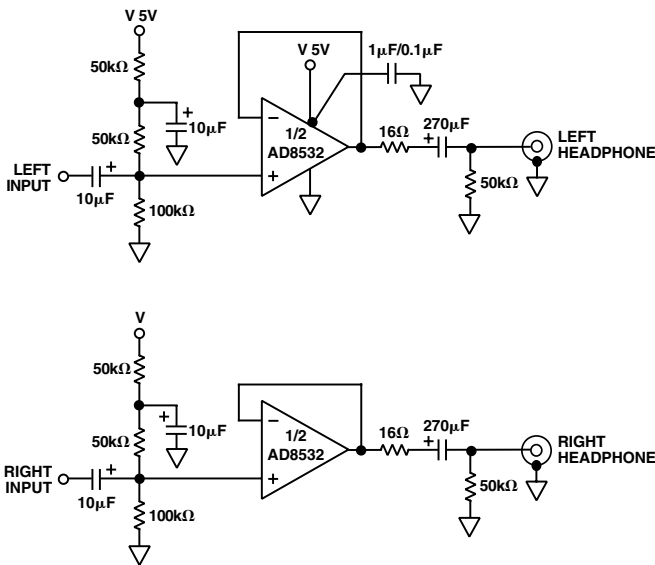 V 5V
50kΩ
V 5V
1µF/0.1µF
+
10µF
50kΩ
−
1/2
AD8532
16Ω
270µF
+
LEFT
HEADPHONE
LEFT
INPUT
+
10µF
+
50kΩ
100kΩ
V
50kΩ
+
10µF
50kΩ
−
1/2
AD8532
16Ω
270µF
+
RIGHT
HEADPHONE
RIGHT
INPUT
+
10µF
+
50kΩ
100kΩ